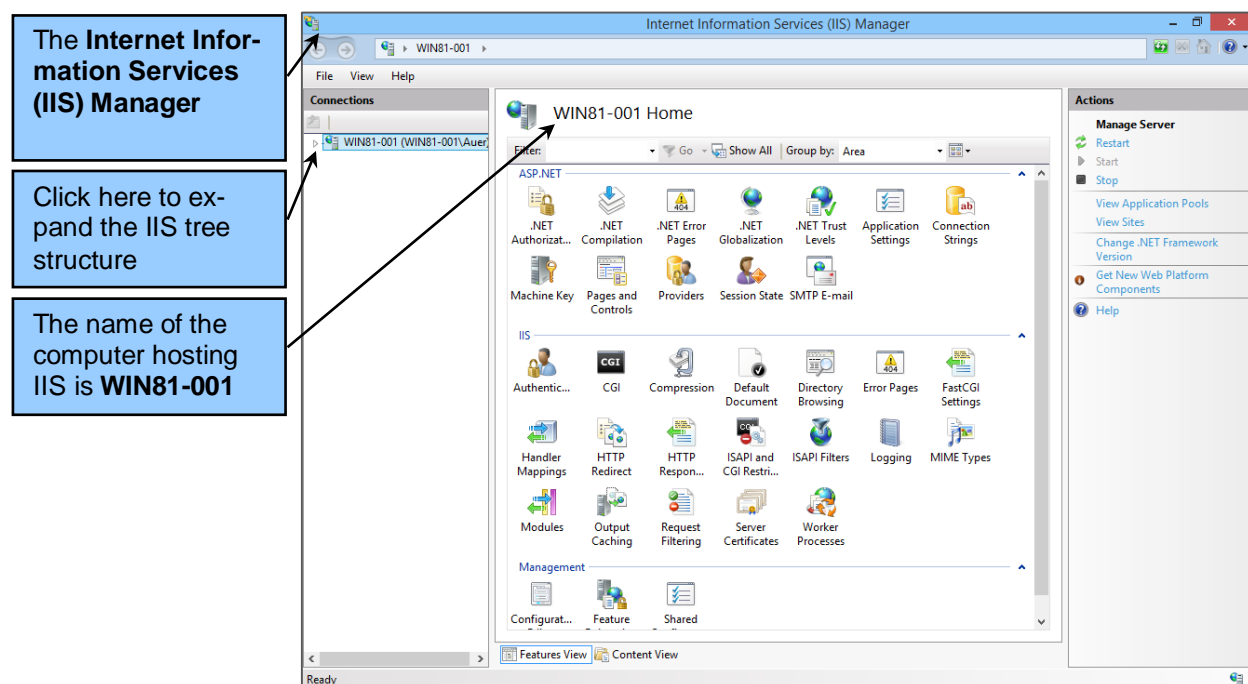 The Internet Infor-
mation Services
(IIS) Manager
Click here to ex-
pand the IIS tree
structure
The name of the
computer hosting
IIS is WIN81-001
Internet Information Services (IIS) Manager
WIN81-001
File View Help
Connections
WIN81-001 (WIN81-001\Auer)
WIN81-001 Home
Filter: Go Show All Group by: Area
ASP.NET
.NET .NET .NET Error .NET .NET Trust Application Connection
Authorizat... Compilation Pages Globalization Levels Settings Strings
404
ab
Machine Key Pages and Providers Session State SMTP E-mail
Controls
IIS
CGI
404
Authentic... CGI Compression Default Directory Error Pages FastCGI
Document Browsing Settings
Handler HTTP HTTP ISAPI and ISAPI Filters Logging MIME Types
Mappings Redirect Respon... CGI Restri...
Modules Output Request Server Worker
Caching Filtering Certificates Processes
Management
Configurat... Feature Shared
Features View Content View
Ready
Actions
Manage Server
Restart
Start
Stop
View Application Pools
View Sites
Change .NET Framework
Version
Get New Web Platform
Components
Help